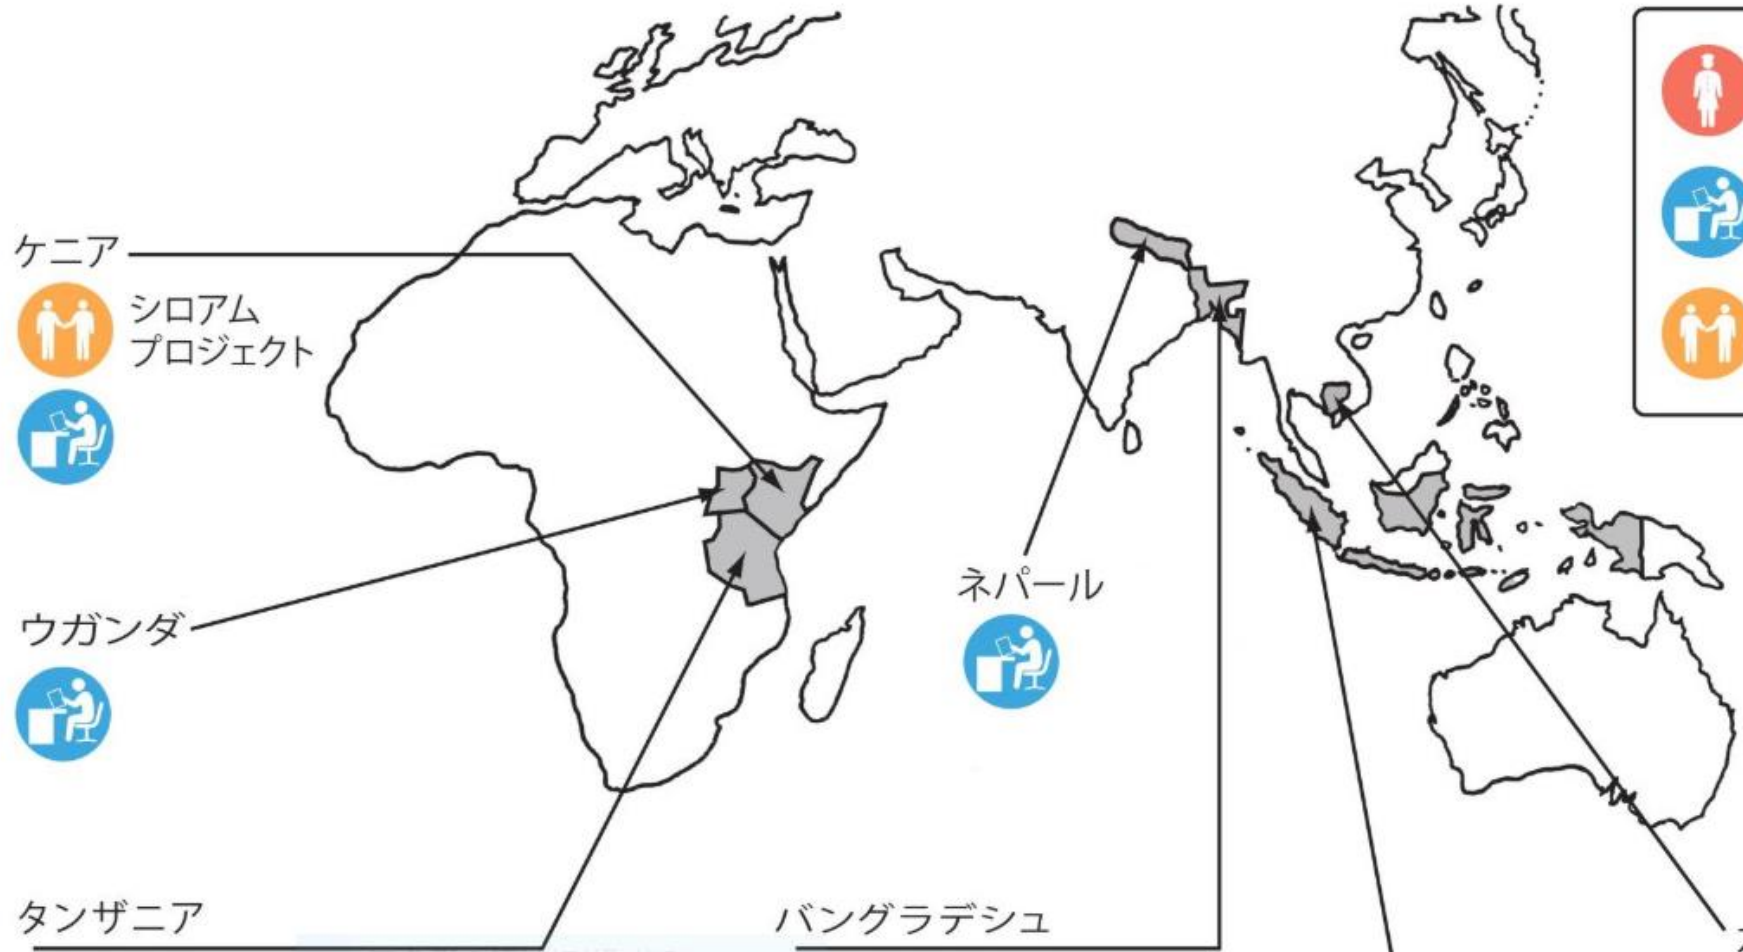 ケニア
シロアム
プロジェクト
ウガンダ
ネパール
タンザニア
バングラデシュ